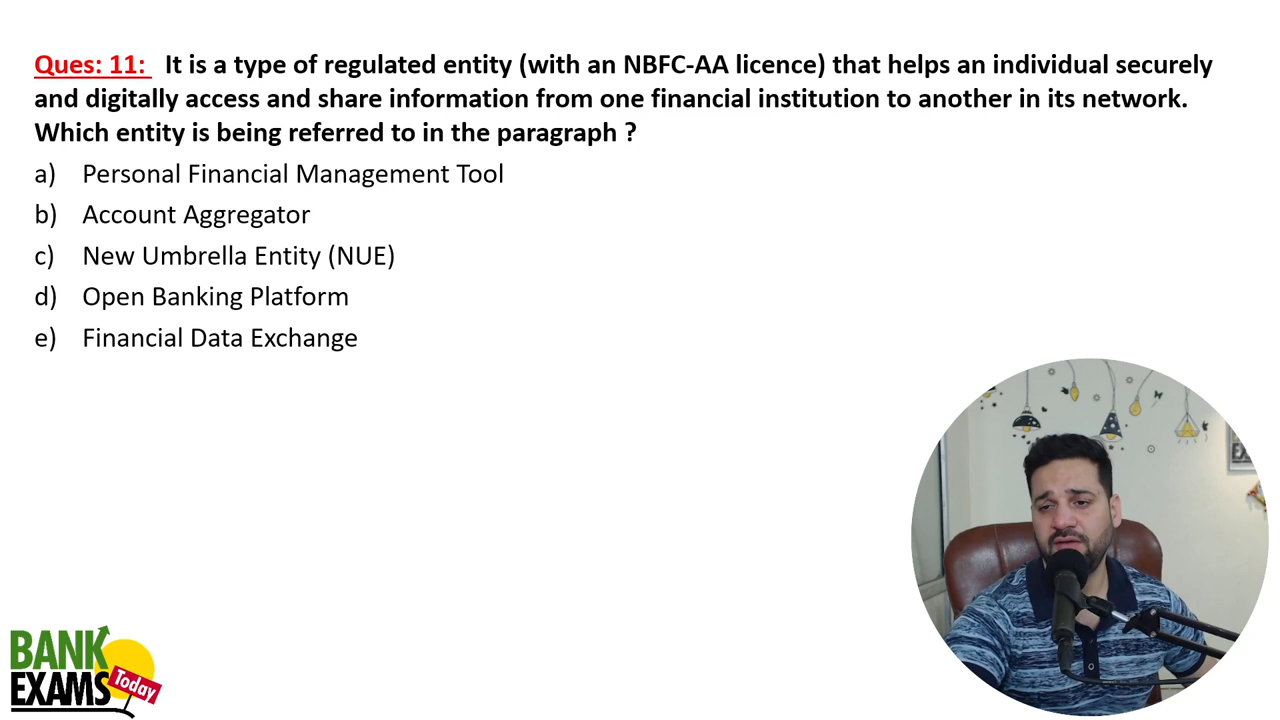 Ques: 11: It is a type of regulated entity (with an NBFC-AA licence) that helps an individual securely
and digitally access and share information from one financial institution to another in its network.
Which entity is being referred to in the paragraph ?
a) Personal Financial Management Tool
b) Account Aggregator
c) New Umbrella Entity (NUE)
d) Open Banking Platform
e) Financial Data Exchange
BANK
EXAMS
Today